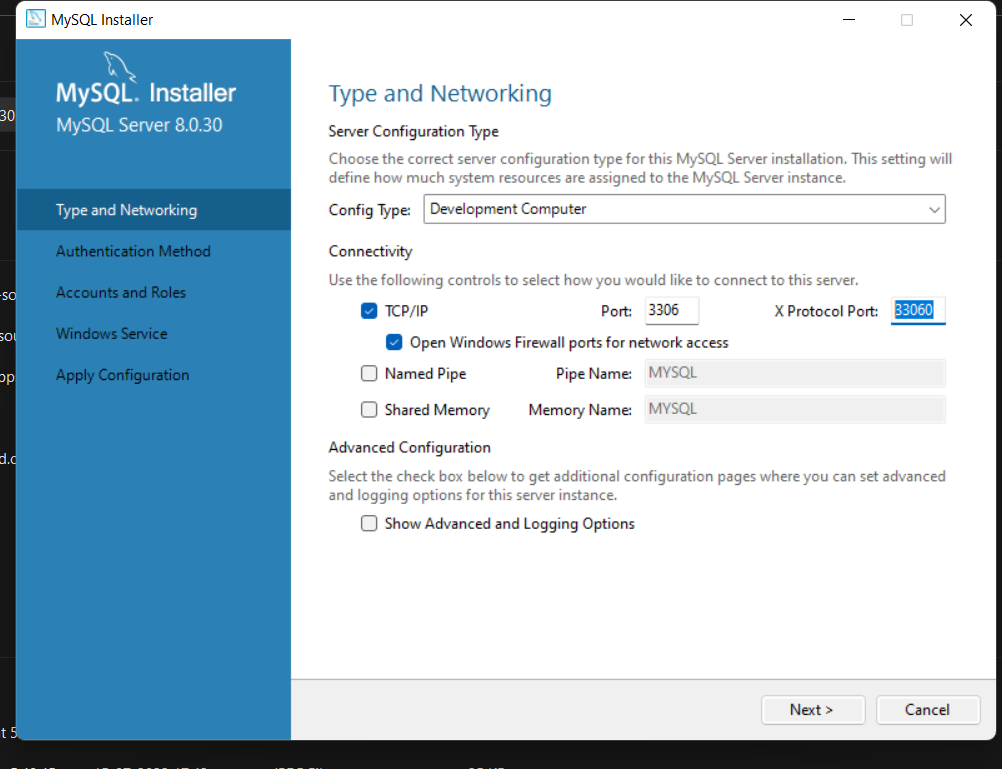 MySQL Installer
MySQL. Installer
MySQL Server 8.0.30
Type and Networking
Authentication Method
Accounts and Roles
Windows Service
Apply Configuration
Type and Networking
Server Configuration Type
Choose the correct server configuration type for this MySQL Server installation. This setting will
define how much system resources are assigned to the MySQL Server instance.
Config Type: Development Computer
Connectivity
Use the following controls to select how you would like to connect to this server.
TCP/IP Port: 3306 X Protocol Port: 33060
Open Windows Firewall ports for network access
Named Pipe Pipe Name: MYSQL
Shared Memory Memory Name: MYSQL
Advanced Configuration
Select the check box below to get additional configuration pages where you can set advanced
and logging options for this server instance.
Show Advanced and Logging Options
Next > Cancel
30
-so
sou
d.c
t 5